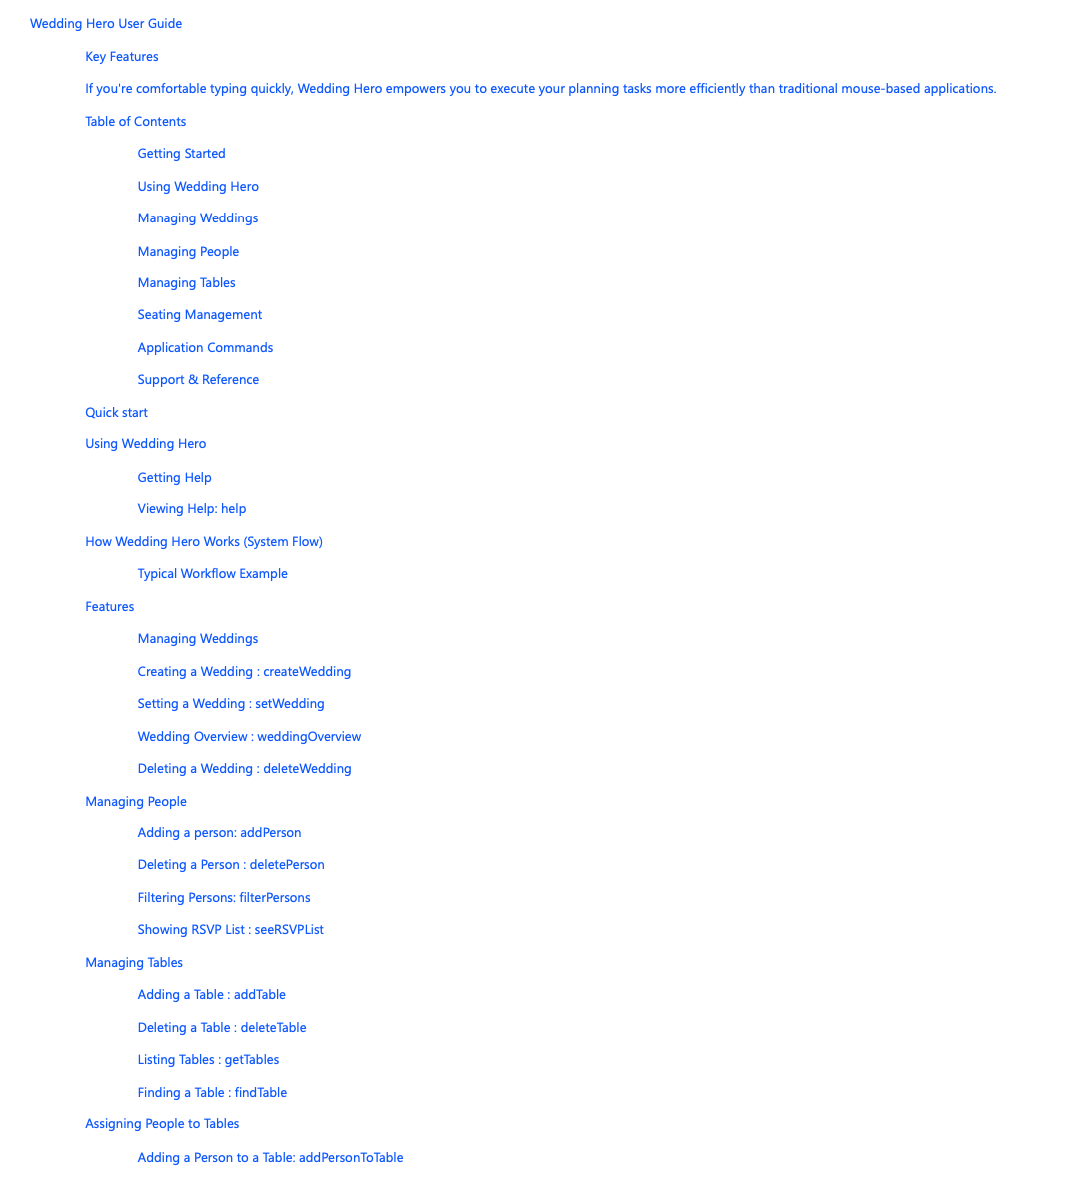 Wedding Hero User Guide
Key Features
If you're comfortable typing quickly, Wedding Hero empowers you to execute your planning tasks more efficiently than traditional mouse-based applications.
Table of Contents
Getting Started
Using Wedding Hero
Managing Weddings
Managing People
Managing Tables
Seating Management
Application Commands
Support & Reference
Quick start
Using Wedding Hero
Getting Help
Viewing Help: help
How Wedding Hero Works (System Flow)
Typical Workflow Example
Features
Managing Weddings
Creating a Wedding : createWedding
Setting a Wedding : setWedding
Wedding Overview : weddingOverview
Deleting a Wedding : deleteWedding
Managing People
Adding a person: addPerson
Deleting a Person : deletePerson
Filtering Persons: filterPersons
Showing RSVP List : seeRSVPList
Managing Tables
Adding a Table : addTable
Deleting a Table : deleteTable
Listing Tables : getTables
Finding a Table : findTable
Assigning People to Tables
Adding a Person to a Table: addPersonToTable